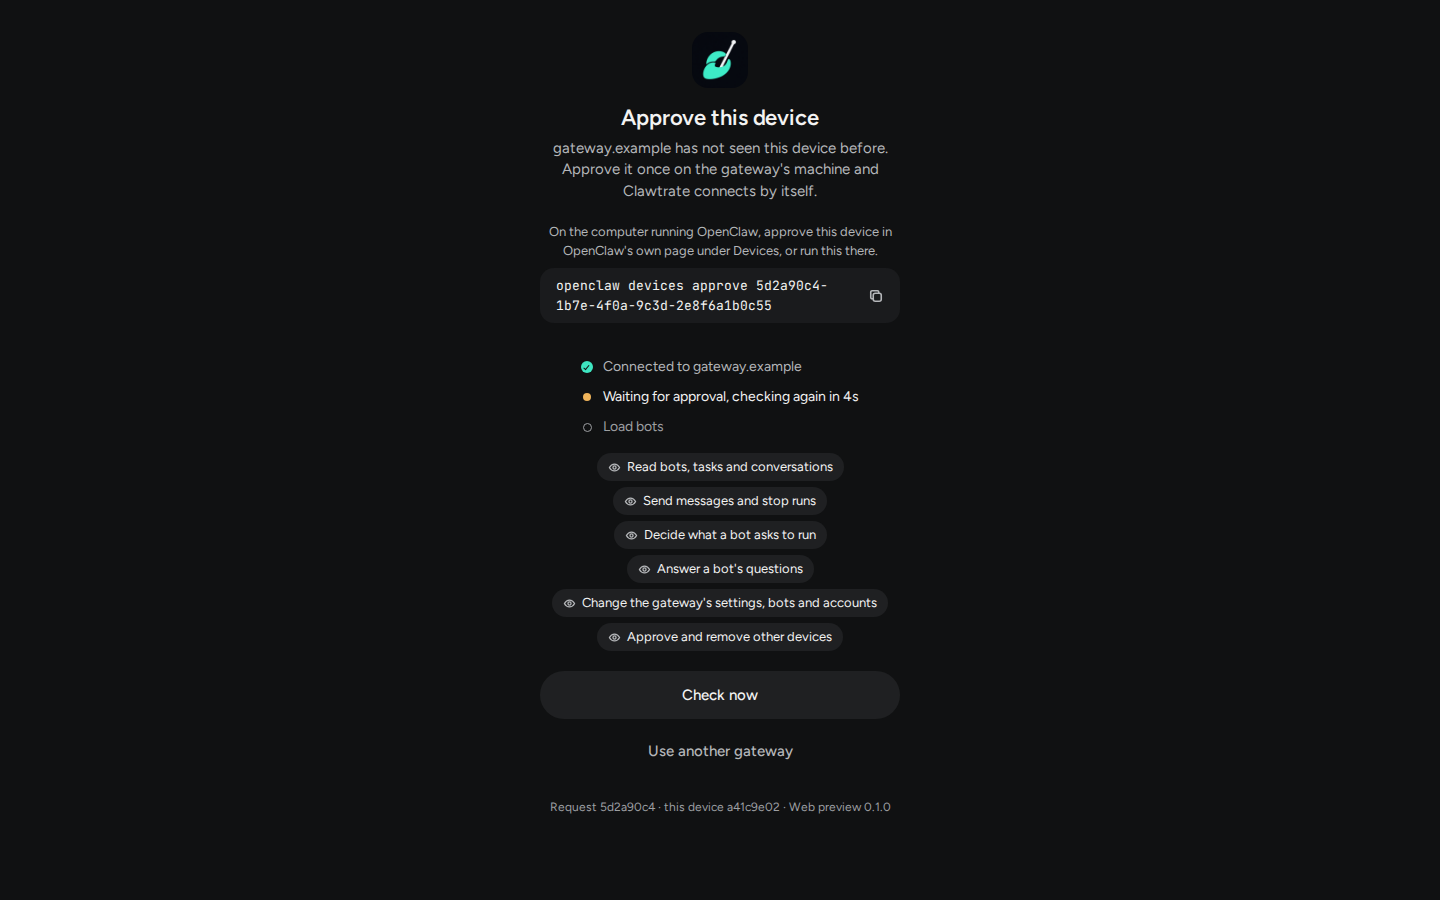 Approve this device
gateway.example has not seen this device before.
Approve it once on the gateway's machine and
Clawtrate connects by itself.
On the computer running OpenClaw, approve this device in
OpenClaw's own page under Devices, or run this there.
openclaw devices approve 5d2a90c4-
1b7e-4f0a-9c3d-2e8f6a1b0c55
Connected to gateway.example
Waiting for approval, checking again in 4s
Load bots
Read bots, tasks and conversations
Send messages and stop runs
Decide what a bot asks to run
Answer a bot's questions
Change the gateway's settings, bots and accounts
Approve and remove other devices
Check now
Use another gateway
Request 5d2a90c4 · this device a41c9e02 · Web preview 0.1.0